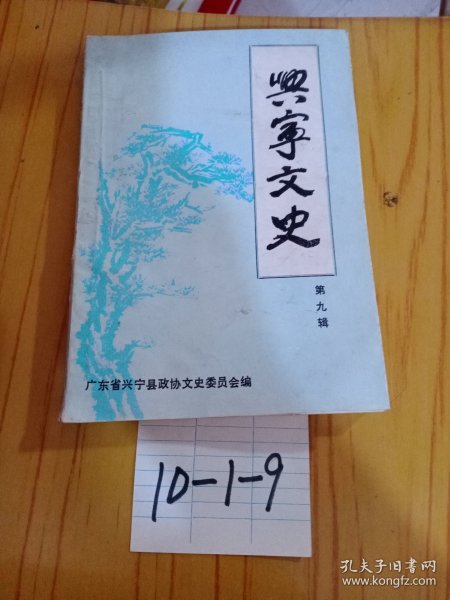 興寧文史
第九辑
广东省兴宁县政协文史委员会编
10-1-9
孔夫子旧书网
www.kongfz.com